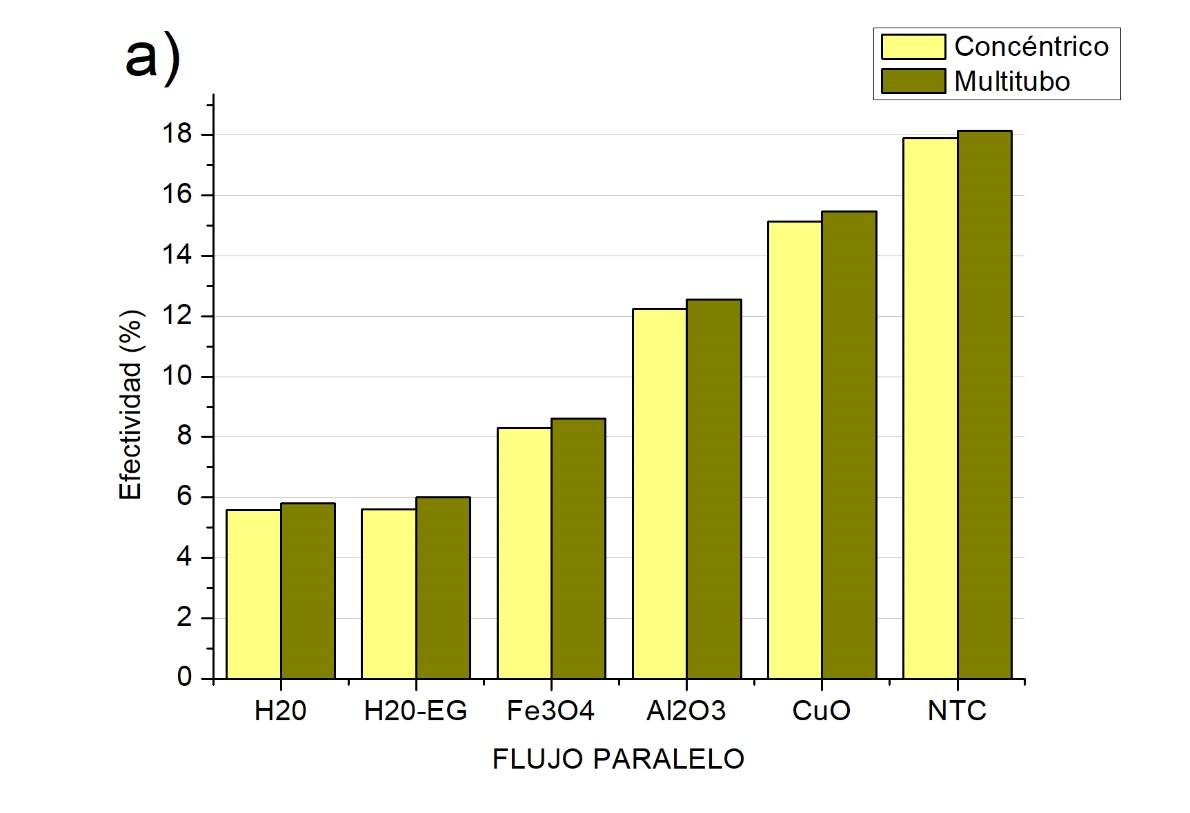 a)
Concéntrico
Multitubo
18
16
14
12
10
8
6
4
2
0
Efectividad (%)
H20 H20-EG Fe3O4 Al2O3 CuO NTC
FLUJO PARALELO